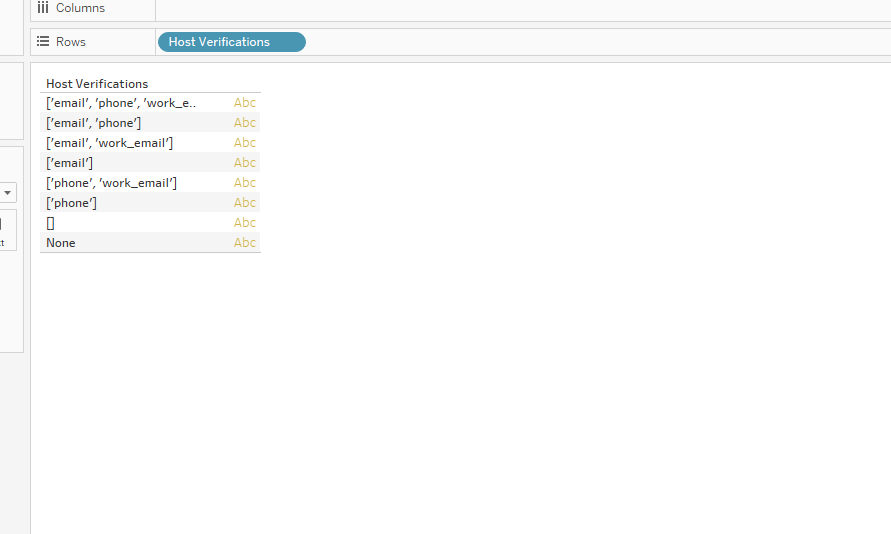 Columns
Rows
Host Verifications
Host Verifications
['email', 'phone', 'work_e.. Abc
['email', 'phone'] Abc
['email', 'work_email'] Abc
['email'] Abc
['phone', 'work_email'] Abc
['phone'] Abc
[] Abc
None Abc